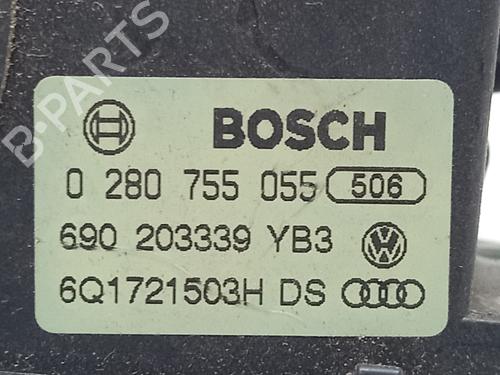 B-PARTS
BOSCH
0 280 755 055 506
690 203339 YB3
6Q1721503H DS